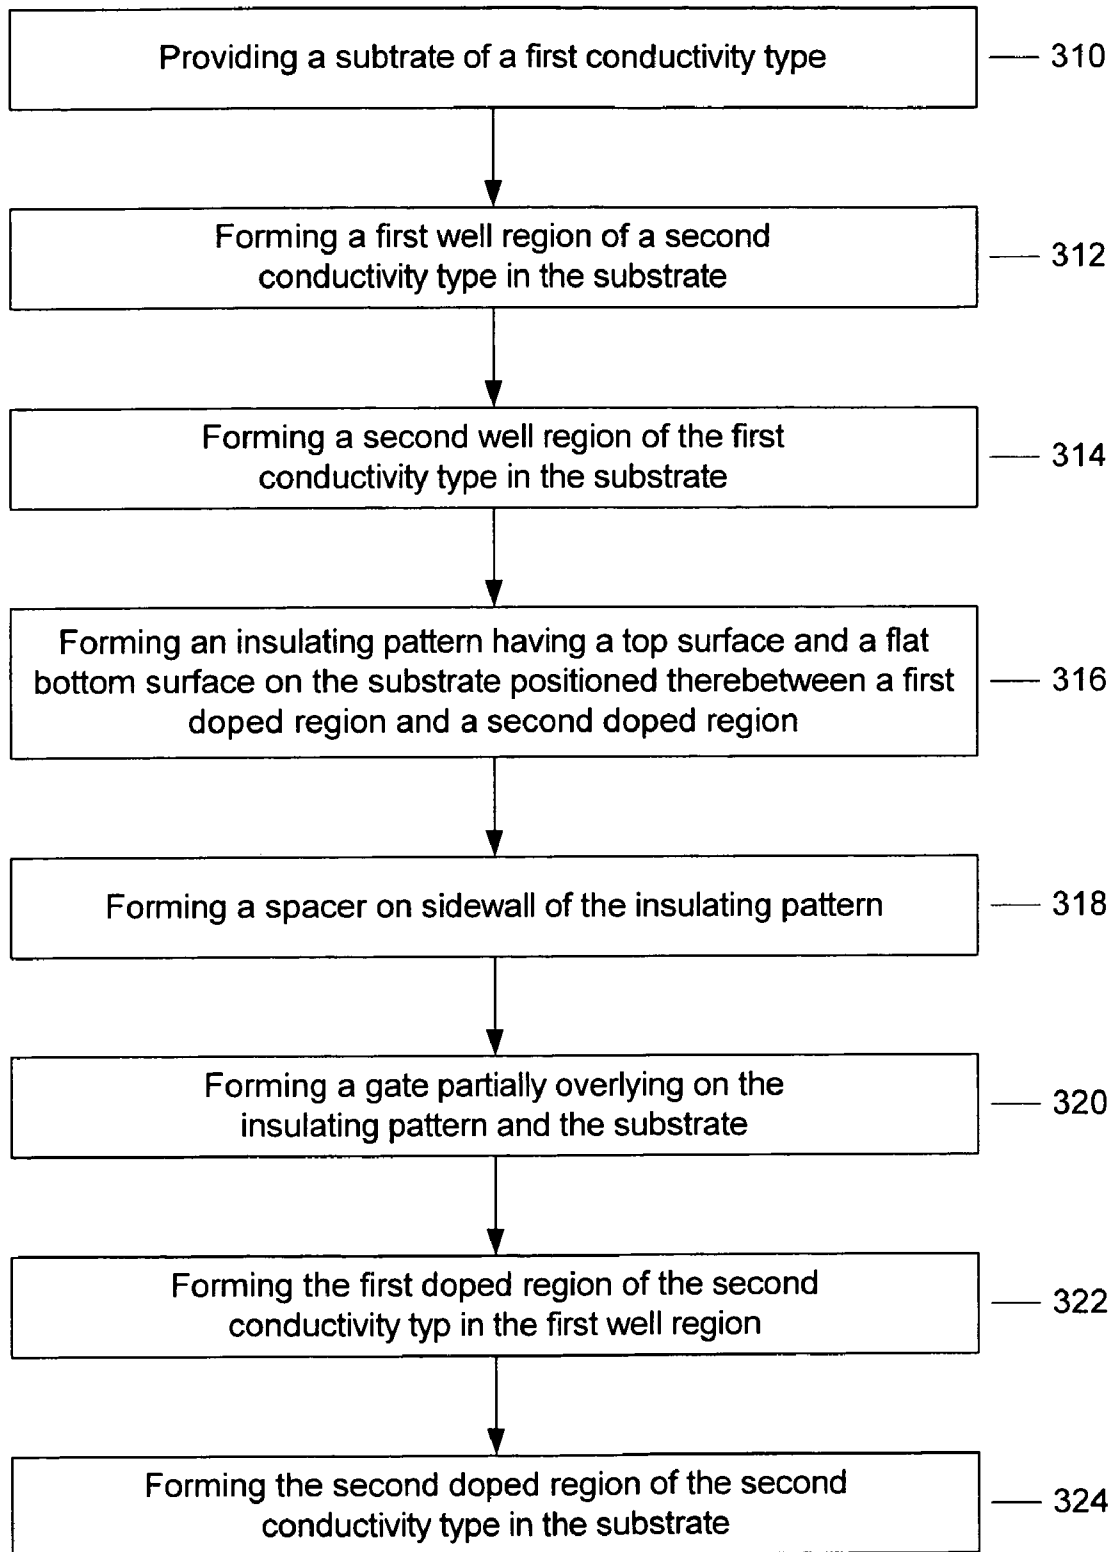 Providing a subtrate of a first conductivity type
310
Forming a first well region of a second
conductivity type in the substrate
312
Forming a second well region of the first
conductivity type in the substrate
314
Forming an insulating pattern having a top surface and a flat
bottom surface on the substrate positioned therebetween a first
doped region and a second doped region
316
Forming a spacer on sidewall of the insulating pattern
318
Forming a gate partially overlying on the
insulating pattern and the substrate
320
Forming the first doped region of the second
conductivity typ in the first well region
322
Forming the second doped region of the second
conductivity type in the substrate
324